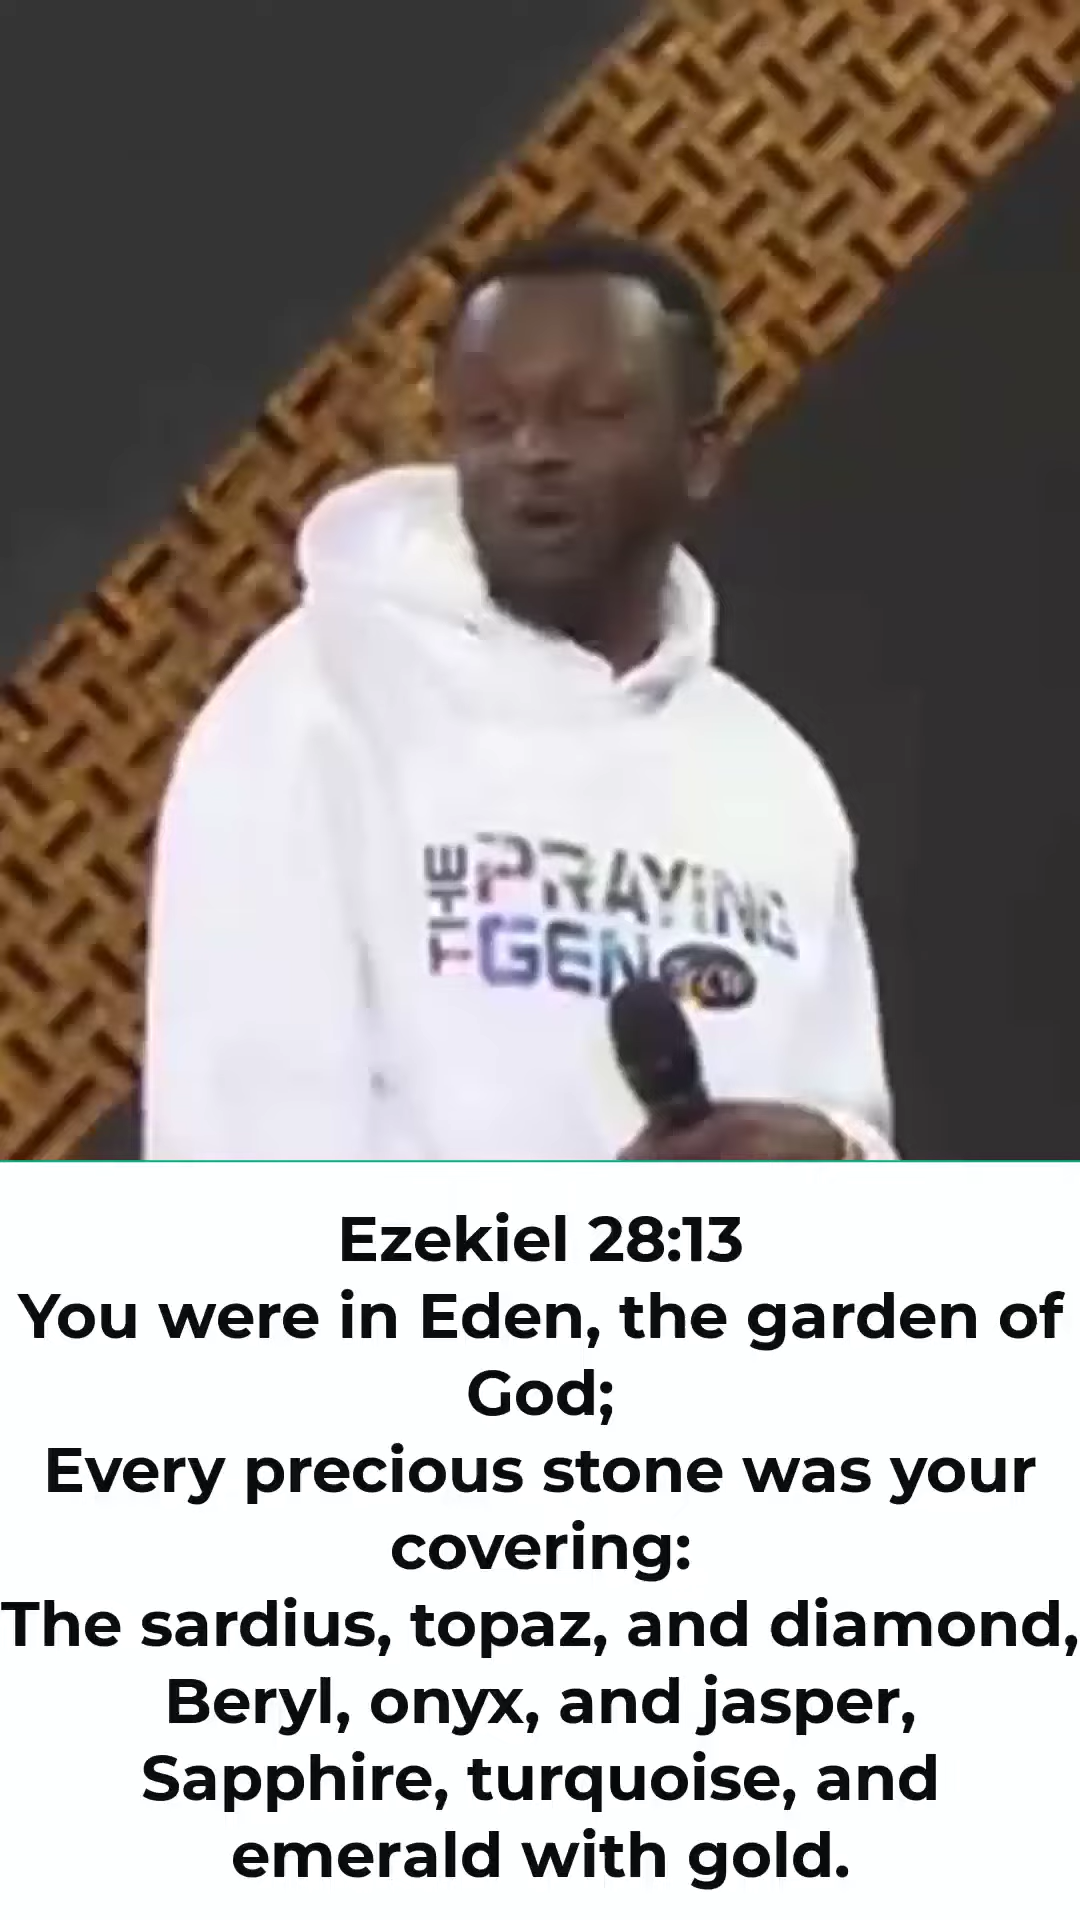 THE PRAYING
GEN
Ezekiel 28:13
You were in Eden, the garden of
God;
Every precious stone was your
covering:
The sardius, topaz, and diamond,
Beryl, onyx, and jasper,
Sapphire, turquoise, and
emerald with gold.